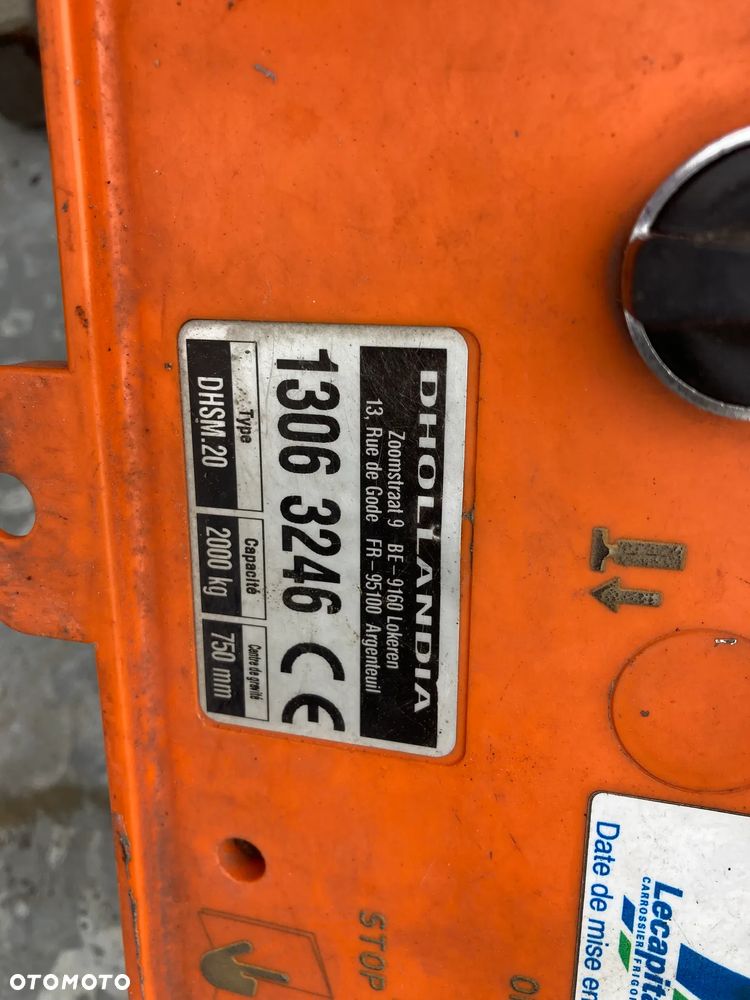 DHOLLANDIA
Zoomstraat 9 BE-9160 Lokeren
13, Rue de Gode FR-95100 Argenteuil
1306 3246 CE
Type
Capacité
Centre de gravité
DHSM.20
2000 kg
750 mm
STOP
Lecapit
CARROSSIER FRIGO
Date de mise en
OTOMOTO